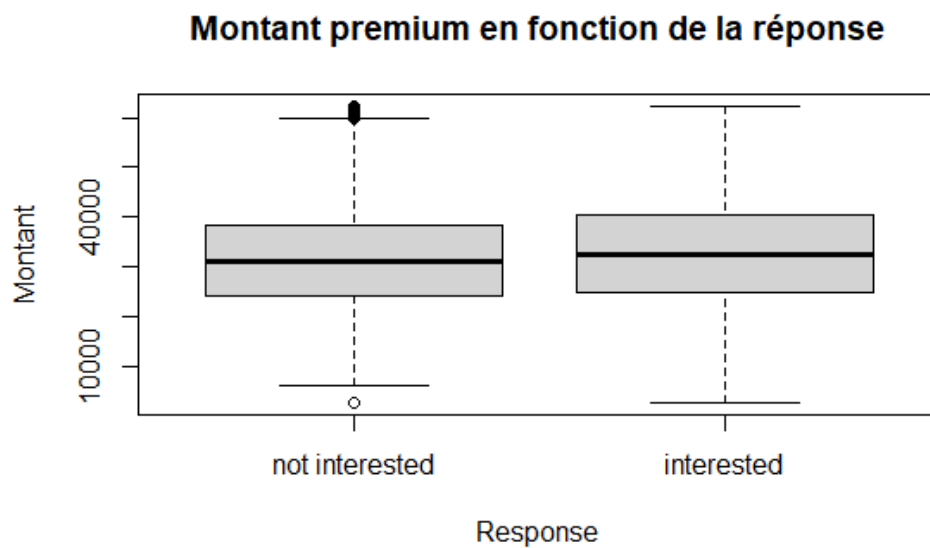 Montant premium en fonction de la réponse
Montant
40000
10000
not interested
interested
Response